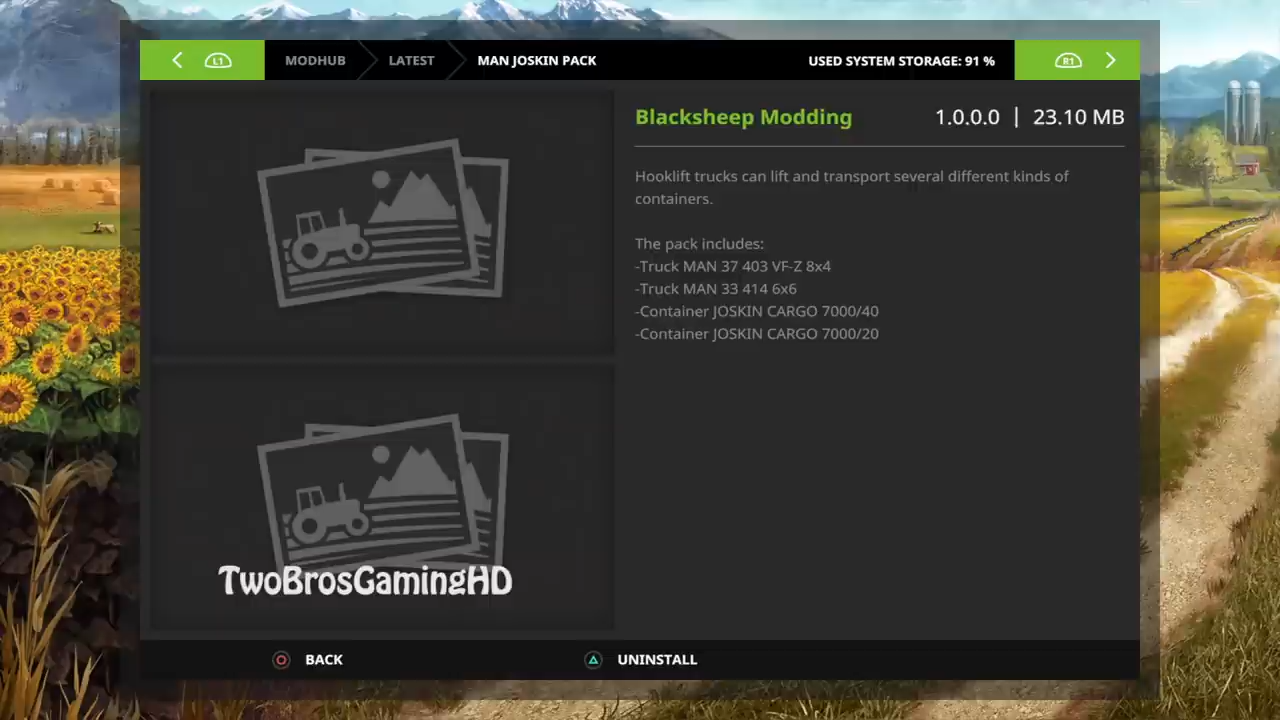 L1 MODHUB LATEST MAN JOSKIN PACK USED SYSTEM STORAGE: 91 % R1
Blacksheep Modding 1.0.0.0 | 23.10 MB
Hooklift trucks can lift and transport several different kinds of
containers.
The pack includes:
-Truck MAN 37 403 VF-Z 8x4
-Truck MAN 33 414 6x6
-Container JOSKIN CARGO 7000/40
-Container JOSKIN CARGO 7000/20
TwoBrosGamingHD
BACK UNINSTALL